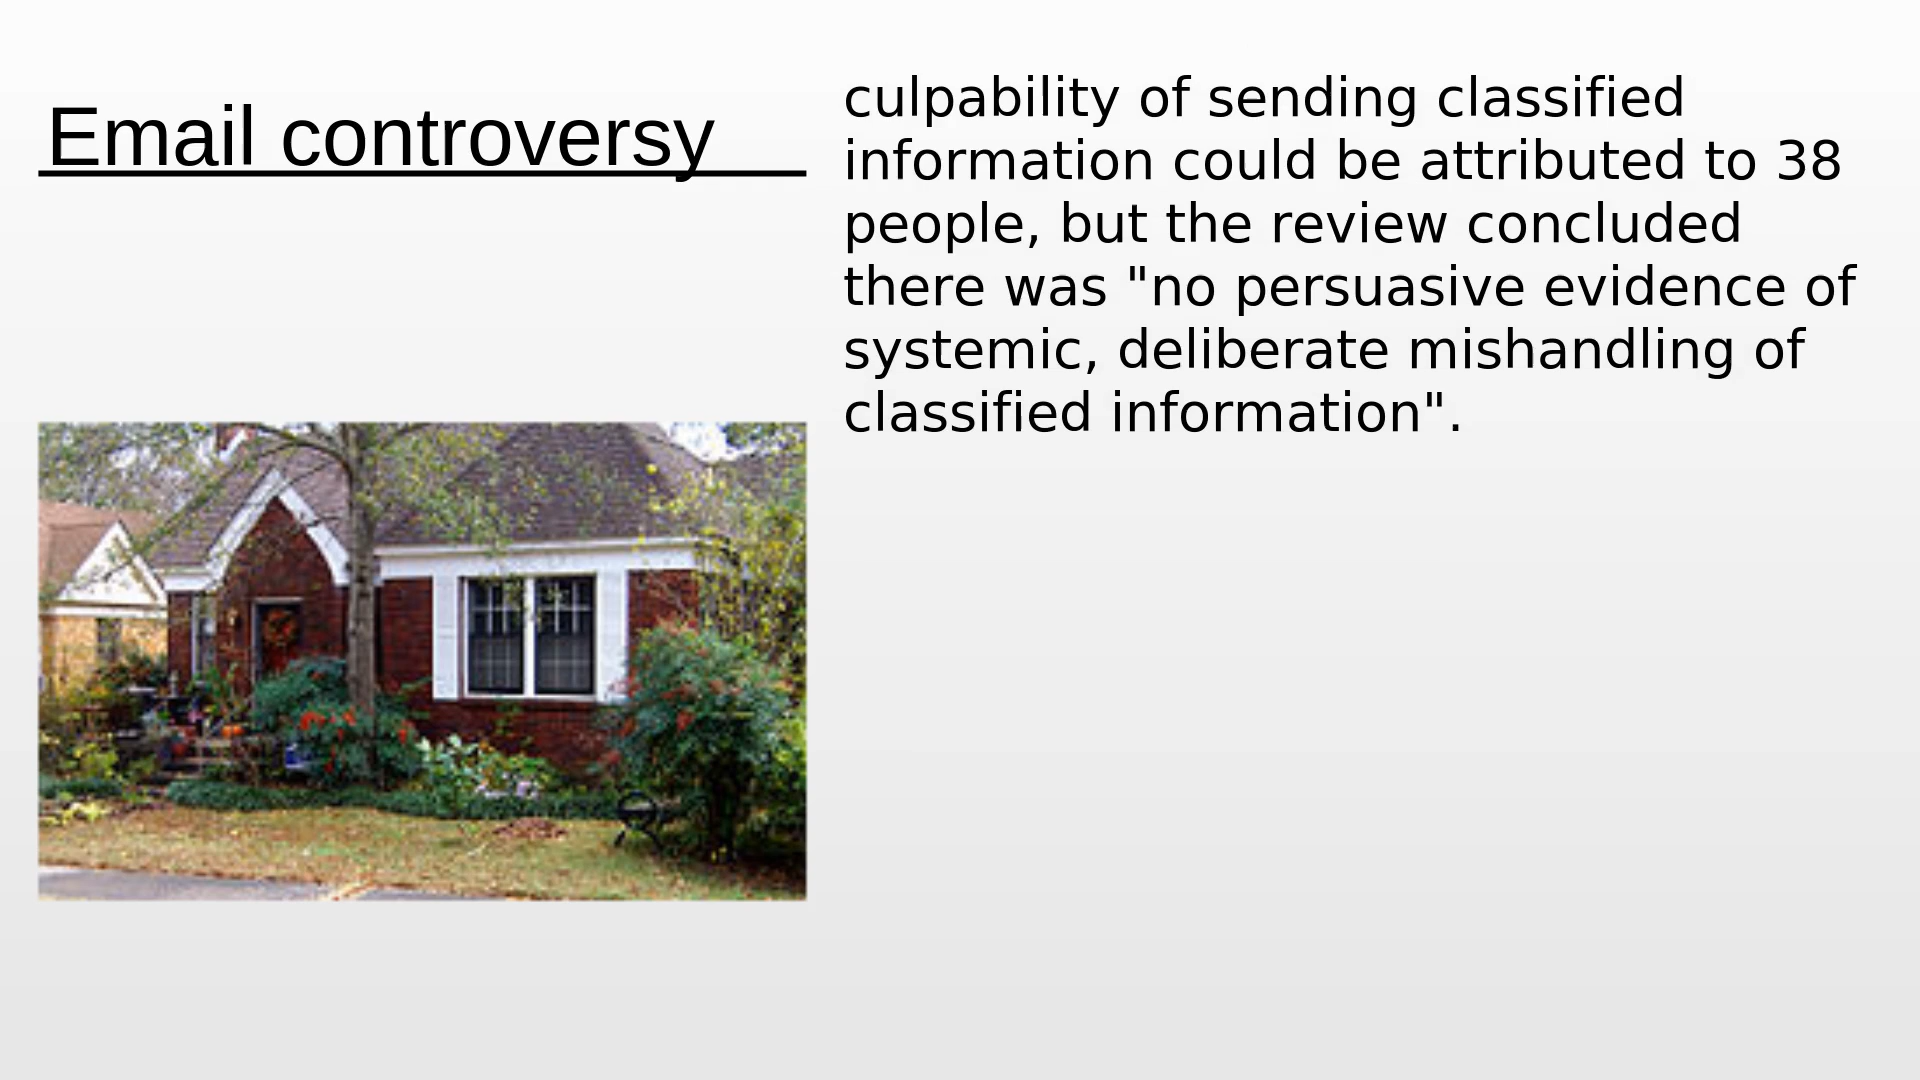 Email controversy
culpability of sending classified
information could be attributed to 38
people, but the review concluded
there was "no persuasive evidence of
systemic, deliberate mishandling of
classified information".